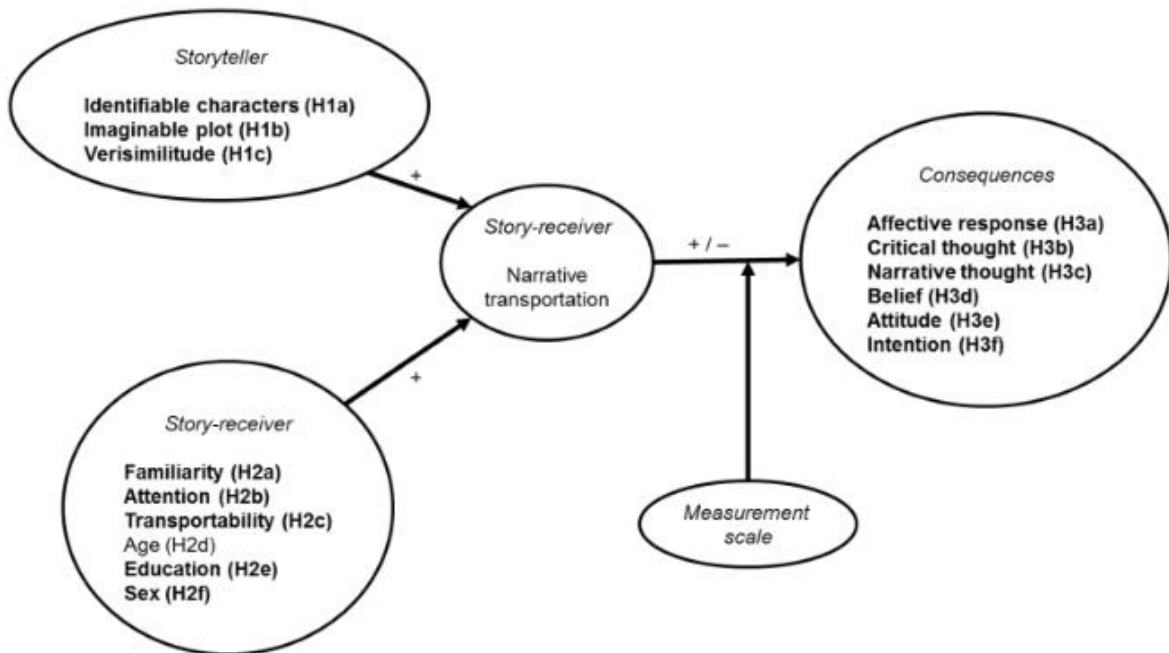 Storyteller
Identifiable characters (H1a)
Imaginable plot (H1b)
Verisimilitude (H1c)
+
Story-receiver
Narrative
transportation
+ / –
Consequences
Affective response (H3a)
Critical thought (H3b)
Narrative thought (H3c)
Belief (H3d)
Attitude (H3e)
Intention (H3f)
+
Story-receiver
Familiarity (H2a)
Attention (H2b)
Transportability (H2c)
Age (H2d)
Education (H2e)
Sex (H2f)
Measurement
scale